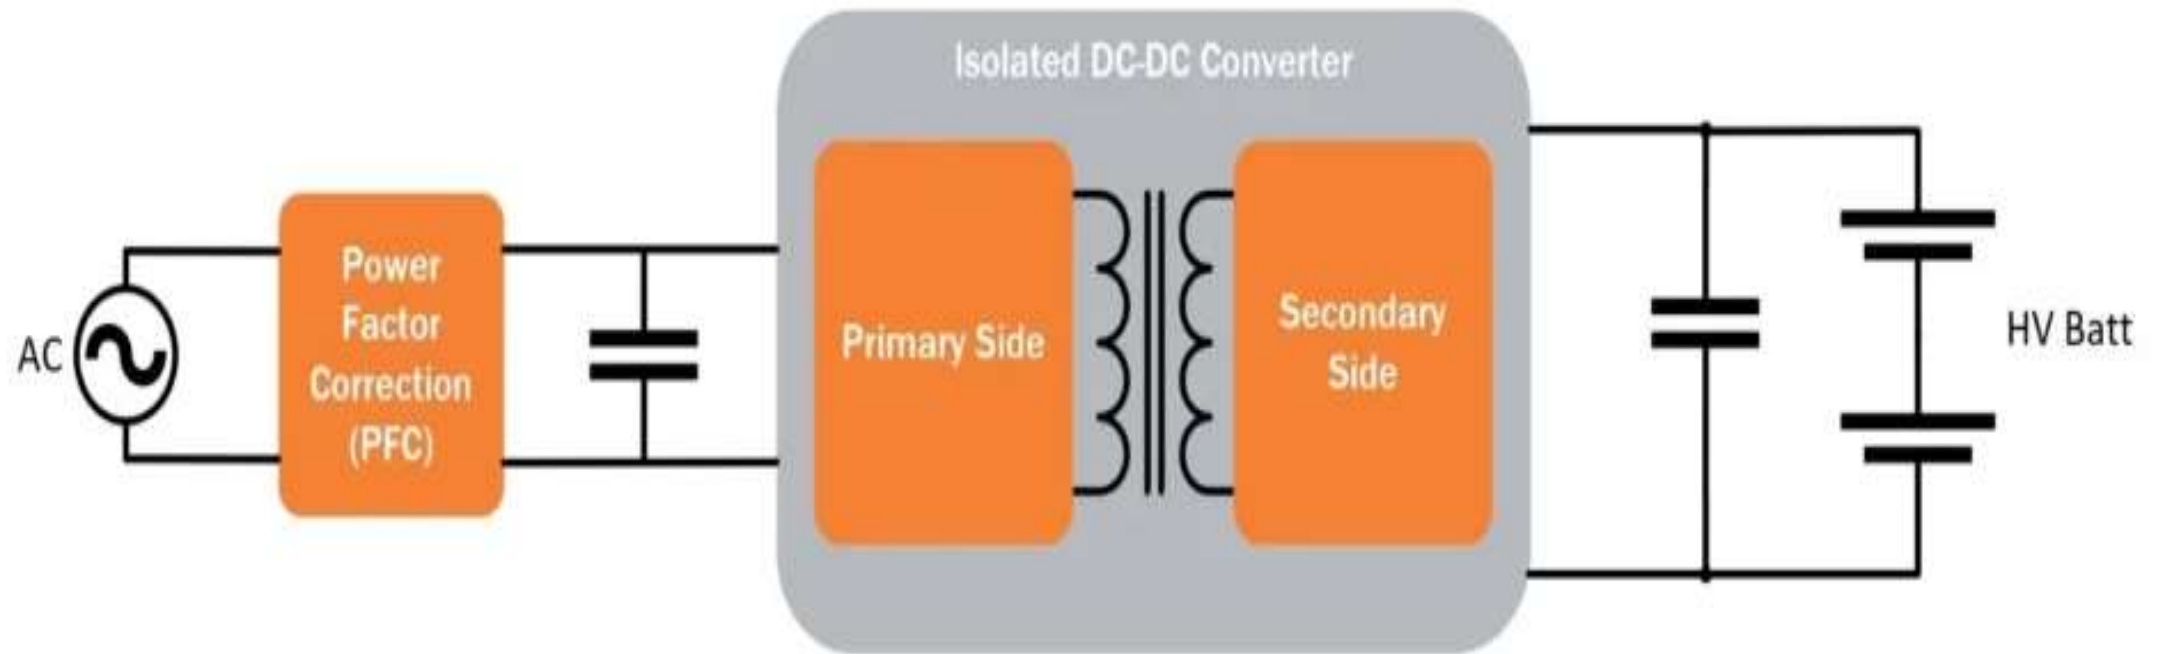 Isolated DC-DC Converter
AC
Power
Factor
Correction
(PFC)
Primary Side
Secondary
Side
HV Batt